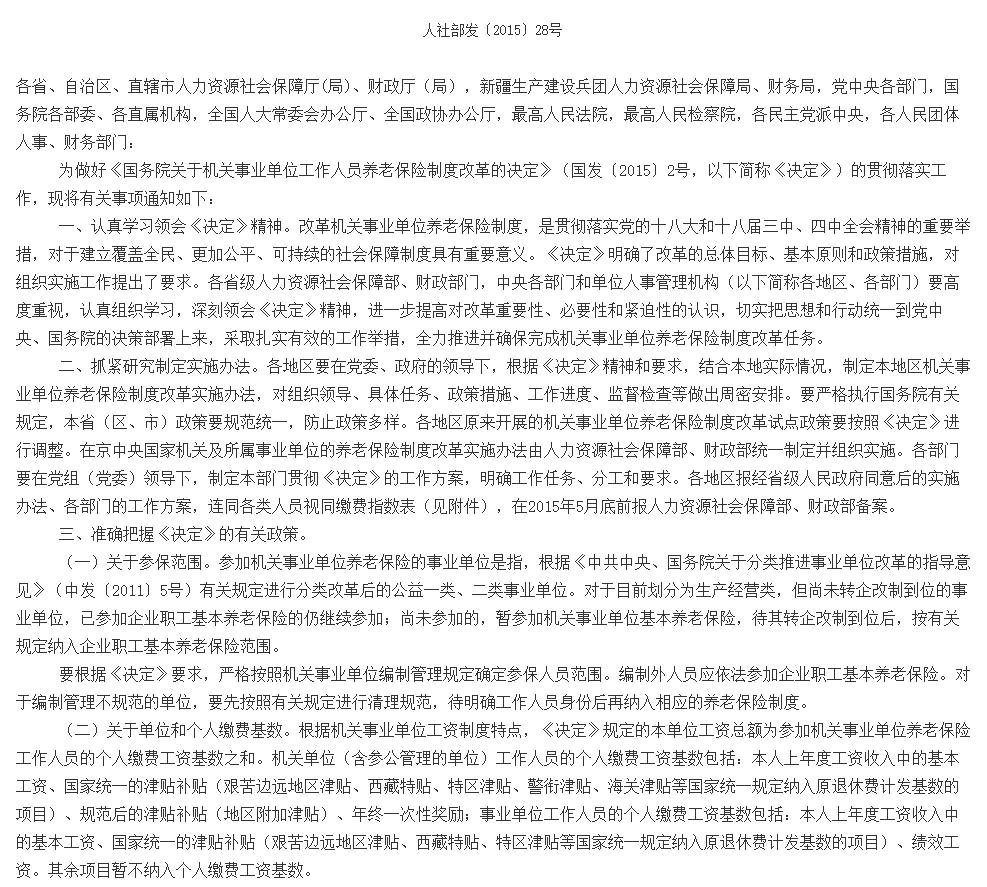 人社部发〔2015〕28号
各省、自治区、直辖市人力资源社会保障厅(局)、财政厅（局），新疆生产建设兵团人力资源社会保障局、财务局，党中央各部门，国
务院各部委、各直属机构，全国人大常委会办公厅、全国政协办公厅，最高人民法院，最高人民检察院，各民主党派中央，各人民团体
人事、财务部门：
为做好《国务院关于机关事业单位工作人员养老保险制度改革的决定》（国发〔2015〕2号，以下简称《决定》）的贯彻落实工
作，现将有关事项通知如下：
一、认真学习领会《决定》精神。改革机关事业单位养老保险制度，是贯彻落实党的十八大和十八届三中、四中全会精神的重要举
措，对于建立覆盖全民、更加公平、可持续的社会保障制度具有重要意义。《决定》明确了改革的总体目标、基本原则和政策措施，对
组织实施工作提出了要求。各省级人力资源社会保障部、财政部门，中央各部门和单位人事管理机构（以下简称各地区、各部门）要高
度重视，认真组织学习，深刻领会《决定》精神，进一步提高对改革重要性、必要性和紧迫性的认识，切实把思想和行动统一到党中
央、国务院的决策部署上来，采取扎实有效的工作举措，全力推进并确保完成机关事业单位养老保险制度改革任务。
二、抓紧研究制定实施办法。各地区要在党委、政府的领导下，根据《决定》精神和要求，结合本地实际情况，制定本地区机关事
业单位养老保险制度改革实施办法，对组织领导、具体任务、政策措施、工作进度、监督检查等做出周密安排。要严格执行国务院有关
规定，本省（区、市）政策要规范统一，防止政策多样。各地区原来开展的机关事业单位养老保险制度改革试点政策要按照《决定》进
行调整。在京中央国家机关及所属事业单位的养老保险制度改革实施办法由人力资源社会保障部、财政部统一制定并组织实施。各部门
要在党组（党委）领导下，制定本部门贯彻《决定》的工作方案，明确工作任务、分工和要求。各地区报经省级人民政府同意后的实施
办法、各部门的工作方案，连同各类人员视同缴费指数表（见附件），在2015年5月底前报人力资源社会保障部、财政部备案。
三、准确把握《决定》的有关政策。
（一）关于参保范围。参加机关事业单位养老保险的事业单位是指，根据《中共中央、国务院关于分类推进事业单位改革的指导意
见》（中发〔2011〕5号）有关规定进行分类改革后的公益一类、二类事业单位。对于目前划分为生产经营类，但尚未转企改制到位的事
业单位，已参加企业职工基本养老保险的仍继续参加；尚未参加的，暂参加机关事业单位基本养老保险，待其转企改制到位后，按有关
规定纳入企业职工基本养老保险范围。
要根据《决定》要求，严格按照机关事业单位编制管理规定确定参保人员范围。编制外人员应依法参加企业职工基本养老保险。对
于编制管理不规范的单位，要先按照有关规定进行清理规范，待明确工作人员身份后再纳入相应的养老保险制度。
（二）关于单位和个人缴费基数。根据机关事业单位工资制度特点，《决定》规定的本单位工资总额为参加机关事业单位养老保险
工作人员的个人缴费工资基数之和。机关单位（含参公管理的单位）工作人员的个人缴费工资基数包括：本人上年度工资收入中的基本
工资、国家统一的津贴补贴（艰苦边远地区津贴、西藏特贴、特区津贴、警衔津贴、海关津贴等国家统一规定纳入原退休费计发基数的
项目）、规范后的津贴补贴（地区附加津贴）、年终一次性奖励；事业单位工作人员的个人缴费工资基数包括：本人上年度工资收入中
的基本工资、国家统一的津贴补贴（艰苦边远地区津贴、西藏特贴、特区津贴等国家统一规定纳入原退休费计发基数的项目）、绩效工
资。其余项目暂不纳入个人缴费工资基数。